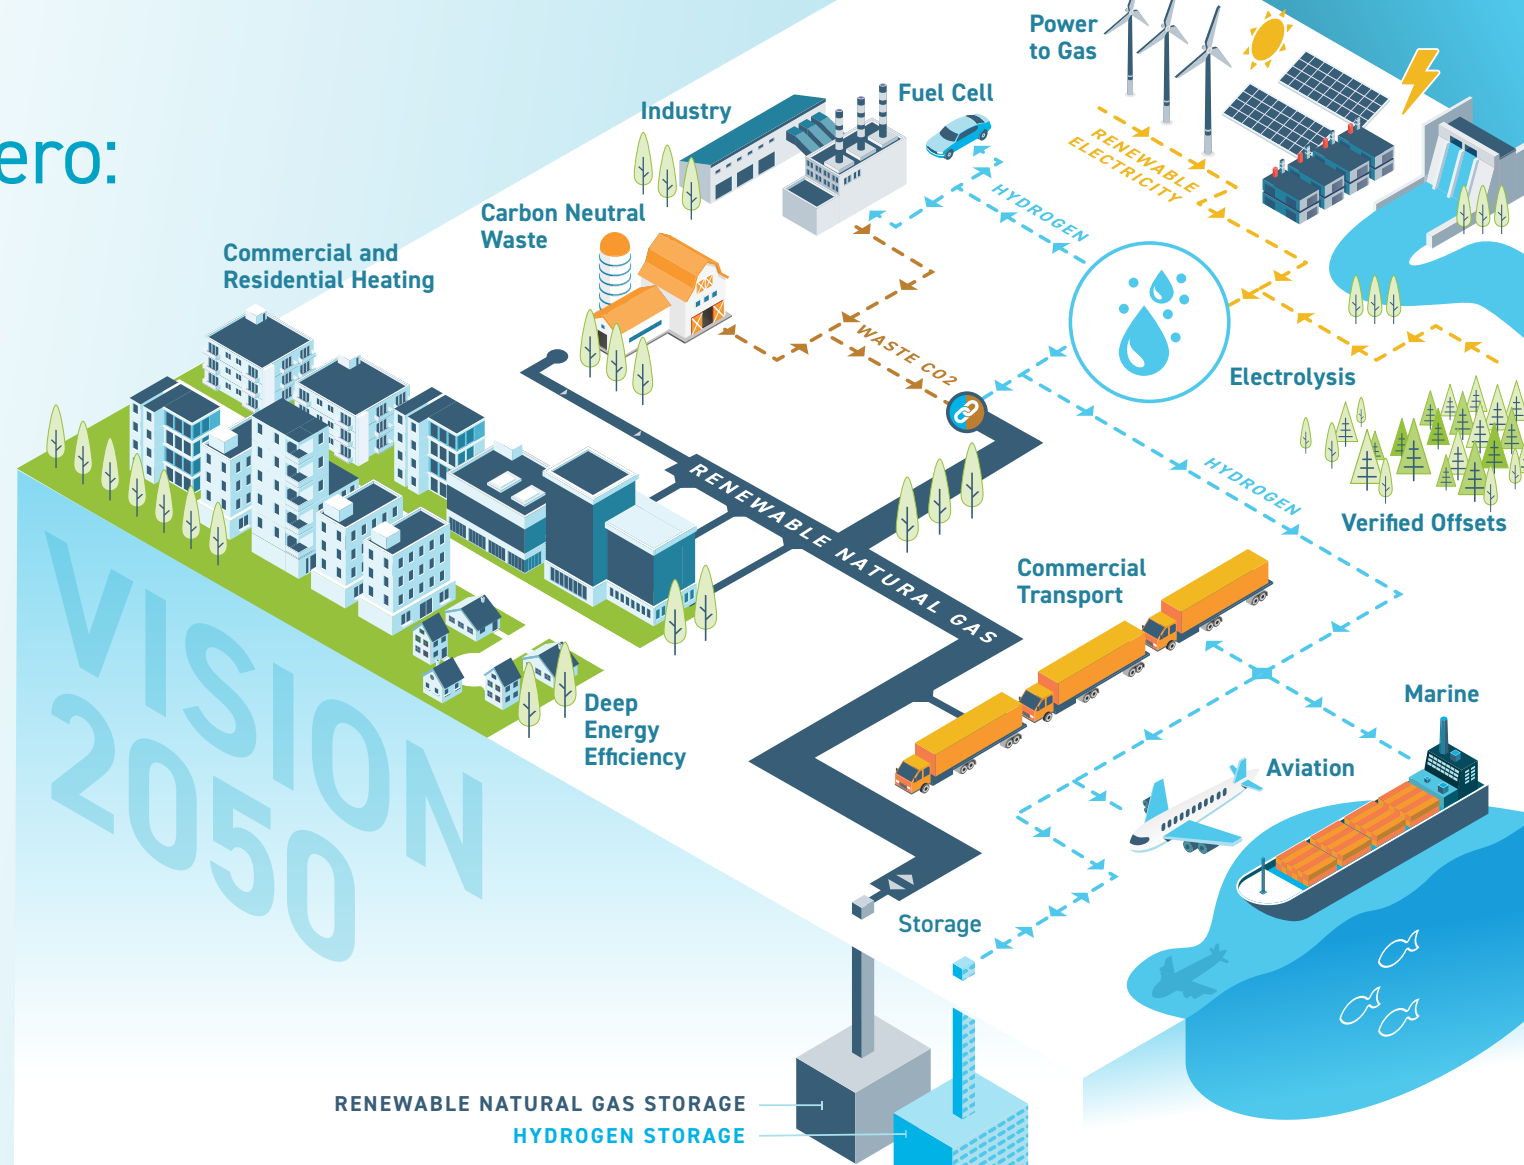 ero:
Power
to Gas
Fuel Cell
Industry
RENEWABLE
ELECTRICITY
HYDROGEN
Carbon Neutral
Waste
Commercial and
Residential Heating
WASTE CO2
Electrolysis
RENEWABLE NATURAL GAS
HYDROGEN
Verified Offsets
Commercial
Transport
VISION
2050
Deep
Energy
Efficiency
Marine
Aviation
Storage
RENEWABLE NATURAL GAS STORAGE
HYDROGEN STORAGE